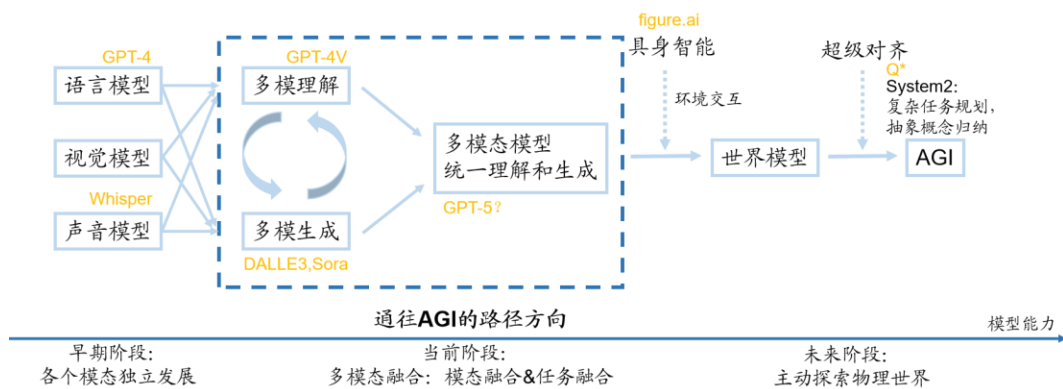 GPT-4
语言模型
视觉模型
Whisper
声音模型
GPT-4V
多模理解
多模生成
DALLE3,Sora
多模态模型
统一理解和生成
GPT-5?
figure.ai
具身智能
环境交互
世界模型
超级对齐
Q*
System2:
复杂任务规划,
抽象概念归纳
AGI
通往AGI的路径方向
模型能力
早期阶段:
各个模态独立发展
当前阶段:
多模态融合: 模态融合&任务融合
未来阶段:
主动探索物理世界